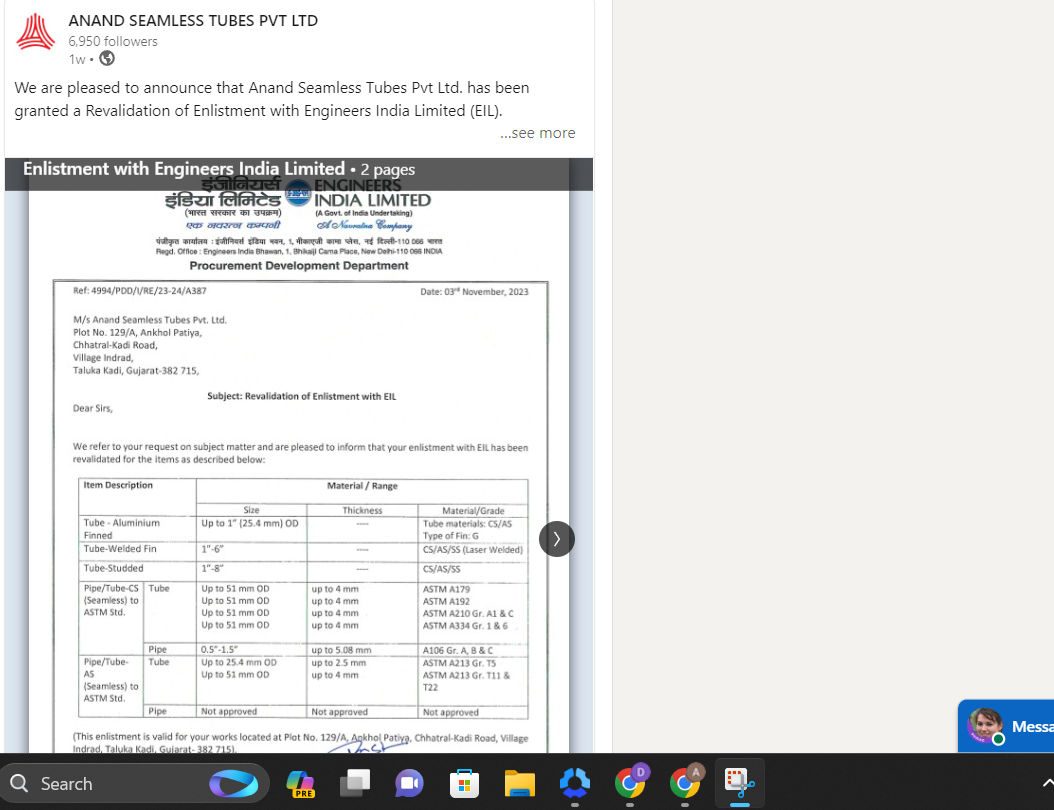 ANAND SEAMLESS TUBES PVT LTD
6,950 followers
1w •
We are pleased to announce that Anand Seamless Tubes Pvt Ltd. has been
granted a Revalidation of Enlistment with Engineers India Limited (EIL).
...see more
Enlistment with Engineers India Limited • 2 pages
इंजीनियर्स ENGINEERS
इंडिया लिमिटेड INDIA LIMITED
(भारत सरकार का उपक्रम) (A Govt. of India Undertaking)
एक नवरत्न कम्पनी A Navratna Company
पंजीकृत कार्यालय : इंजीनियर्स इंडिया भवन, 1, भीकाएजी कामा प्लेस, नई दिल्ली-110 066 भारत
Regd. Office : Engineers India Bhawan, 1, Bhikaiji Cama Place, New Delhi-110 066 INDIA
Procurement Development Department
Ref: 4994/PDD/I/RE/23-24/A387 Date: 03rd November, 2023
M/s Anand Seamless Tubes Pvt. Ltd.
Plot No. 129/A, Ankhol Patiya,
Chhatral-Kadi Road,
Village Indrad,
Taluka Kadi, Gujarat-382 715,
Subject: Revalidation of Enlistment with EIL
Dear Sirs,
We refer to your request on subject matter and are pleased to inform that your enlistment with EIL has been
revalidated for the items as described below:
Item Description Material / Range
Size Thickness Material/Grade
Tube - Aluminium Up to 1" (25.4 mm) OD ---- Tube materials: CS/AS
Finned Type of Fin: G
Tube-Welded Fin 1"-6" ---- CS/AS/SS (Laser Welded)
Tube-Studded 1"-8" ---- CS/AS/SS
Pipe/Tube-CS Tube Up to 51 mm OD up to 4 mm ASTM A179
(Seamless) to Up to 51 mm OD up to 4 mm ASTM A192
ASTM Std. Up to 51 mm OD up to 4 mm ASTM A210 Gr. A1 & C
Up to 51 mm OD up to 4 mm ASTM A334 Gr. 1 & 6
Pipe 0.5"-1.5" up to 5.08 mm A106 Gr. A, B & C
Pipe/Tube- Tube Up to 25.4 mm OD up to 2.5 mm ASTM A213 Gr. T5
AS Up to 51 mm OD up to 4 mm ASTM A213 Gr. T11 &
(Seamless) to T22
ASTM Std.
Pipe Not approved Not approved Not approved
(This enlistment is valid for your works located at Plot No. 129/A, Ankhol Patiya, Chhatral-Kadi Road, Village
Indrad, Taluka Kadi, Gujarat- 382 715).
Messa
Search
PRE
D
A